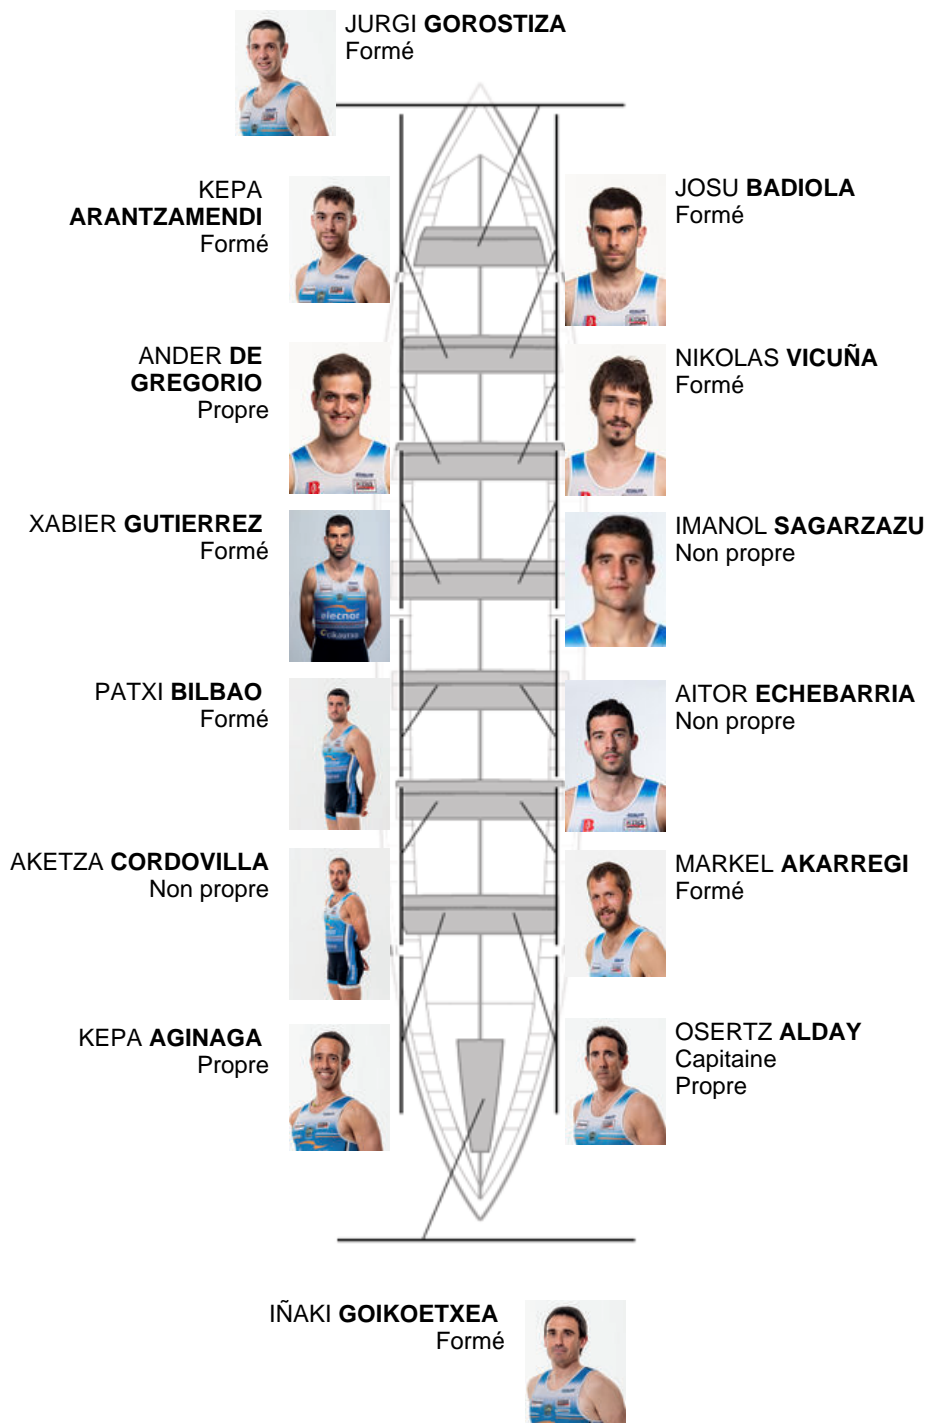 JURGI GOROSTIZA
Formé
KEPA
ARANTZAMENDI
Formé
JOSU BADIOLA
Formé
ANDER DE
GREGORIO
Propre
NIKOLAS VICUÑA
Formé
XABIER GUTIERREZ
Formé
elecnor
cikautxo
IMANOL SAGARZAZU
Non propre
PATXI BILBAO
Formé
AITOR ECHEBARRIA
Non propre
AKETZA CORDOVILLA
Non propre
MARKEL AKARREGI
Formé
KEPA AGINAGA
Propre
OSERTZ ALDAY
Capitaine
Propre
IÑAKI GOIKOETXEA
Formé